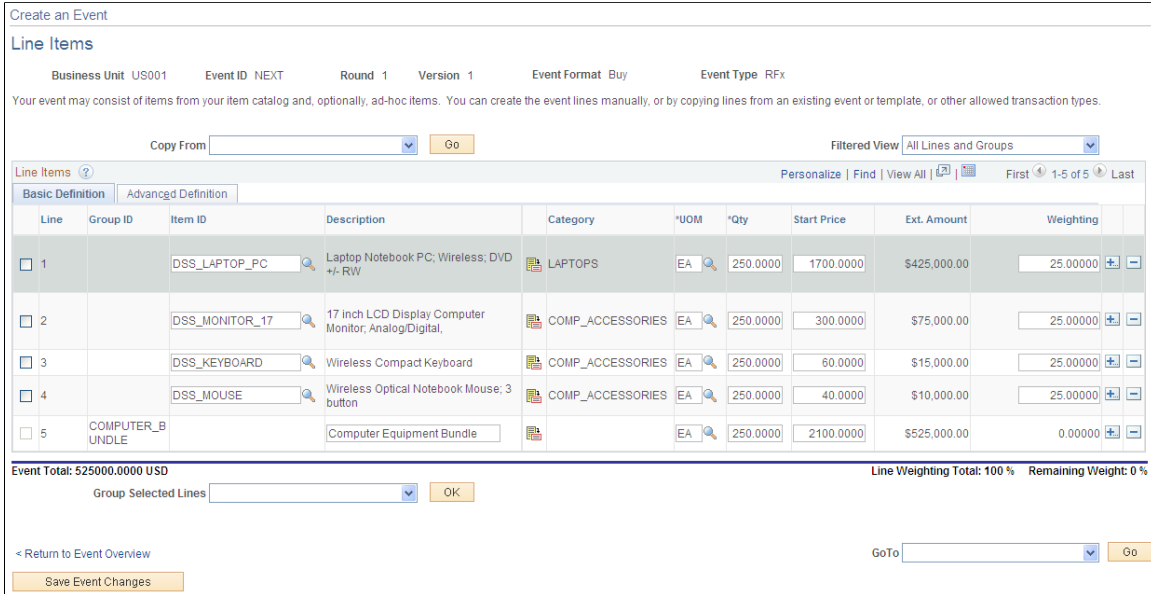 Create an Event
Line Items
Business Unit US001 Event ID NEXT Round 1 Version 1 Event Format Buy Event Type RFx
Your event may consist of items from your item catalog and, optionally, ad-hoc items. You can create the event lines manually, or by copying lines from an existing event or template, or other allowed transaction types.
Copy From Go Filtered View All Lines and Groups
Line Items ? Personalize | Find | View All | | First 1-5 of 5 Last
Basic Definition Advanced Definition
Line Group ID Item ID Description Category *UOM *Qty Start Price Ext. Amount Weighting
1 DSS_LAPTOP_PC Laptop Notebook PC; Wireless; DVD
+/- RW LAPTOPS EA 250.0000 1700.0000 $425,000.00 25.00000
2 DSS_MONITOR_17 17 inch LCD Display Computer
Monitor; Analog/Digital, COMP_ACCESSORIES EA 250.0000 300.0000 $75,000.00 25.00000
3 DSS_KEYBOARD Wireless Compact Keyboard COMP_ACCESSORIES EA 250.0000 60.0000 $15,000.00 25.00000
4 DSS_MOUSE Wireless Optical Notebook Mouse; 3
button COMP_ACCESSORIES EA 250.0000 40.0000 $10,000.00 25.00000
5 COMPUTER_B
UNDLE Computer Equipment Bundle EA 250.0000 2100.0000 $525,000.00 0.00000
Event Total: 525000.0000 USD Line Weighting Total: 100 % Remaining Weight: 0 %
Group Selected Lines OK
< Return to Event Overview GoTo Go
Save Event Changes